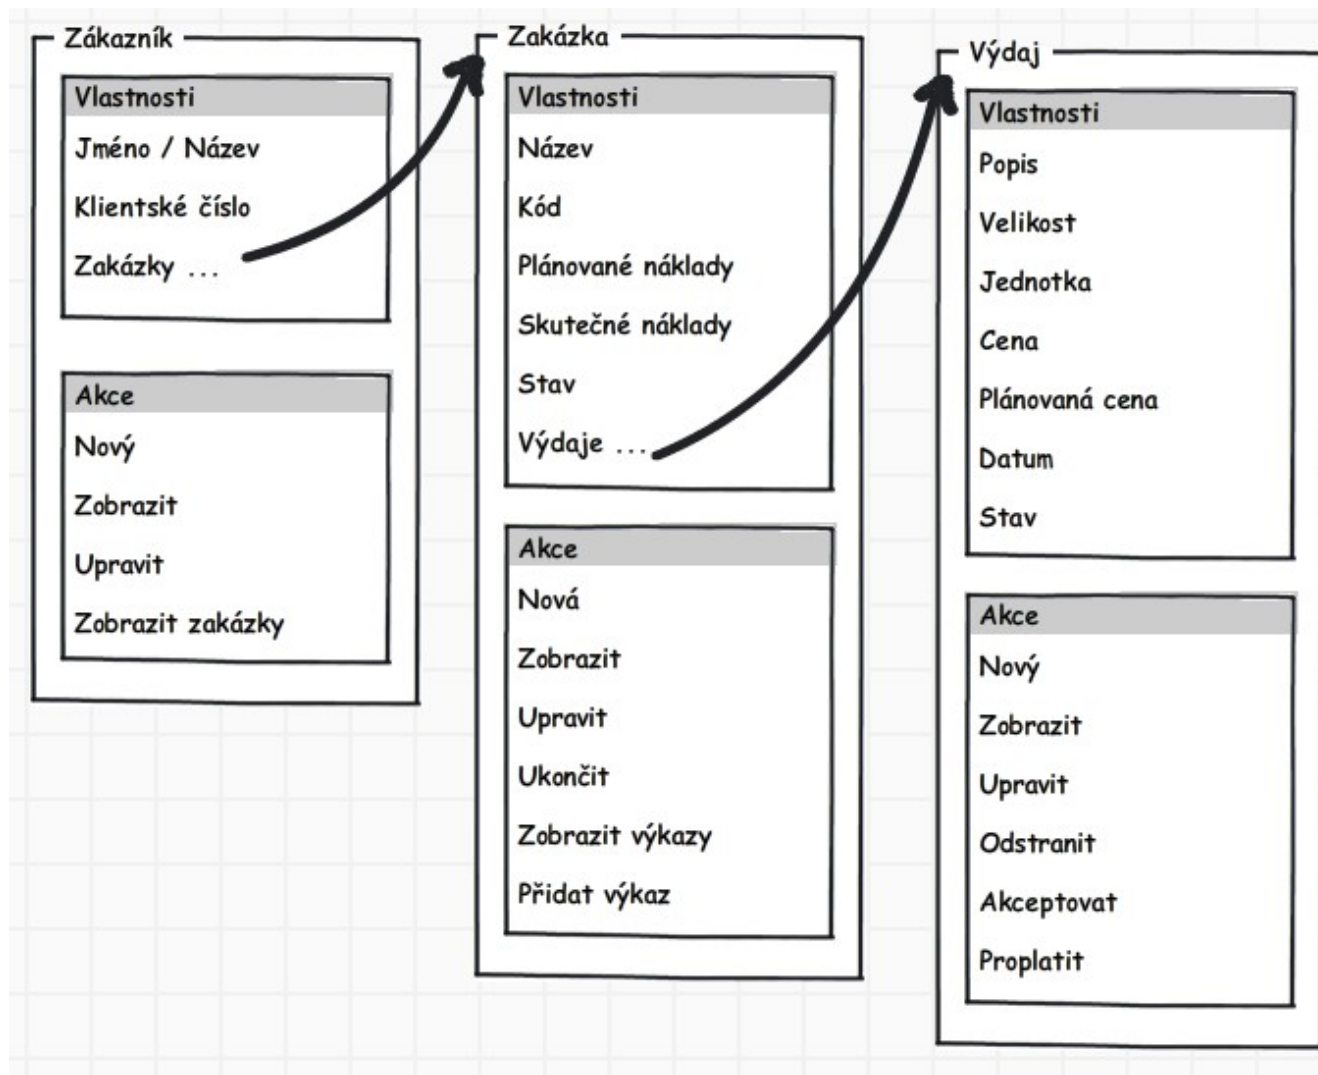 Zákazník
Vlastnosti
Jméno / Název
Klientské číslo
Zakázky ...
Akce
Nový
Zobrazit
Upravit
Zobrazit zakázky
Zakázka
Vlastnosti
Název
Kód
Plánované náklady
Skutečné náklady
Stav
Výdaje ...
Akce
Nová
Zobrazit
Upravit
Ukončit
Zobrazit výkazy
Přidat výkaz
Výdaj
Vlastnosti
Popis
Velikost
Jednotka
Cena
Plánovaná cena
Datum
Stav
Akce
Nový
Zobrazit
Upravit
Odstranit
Akceptovat
Proplatit